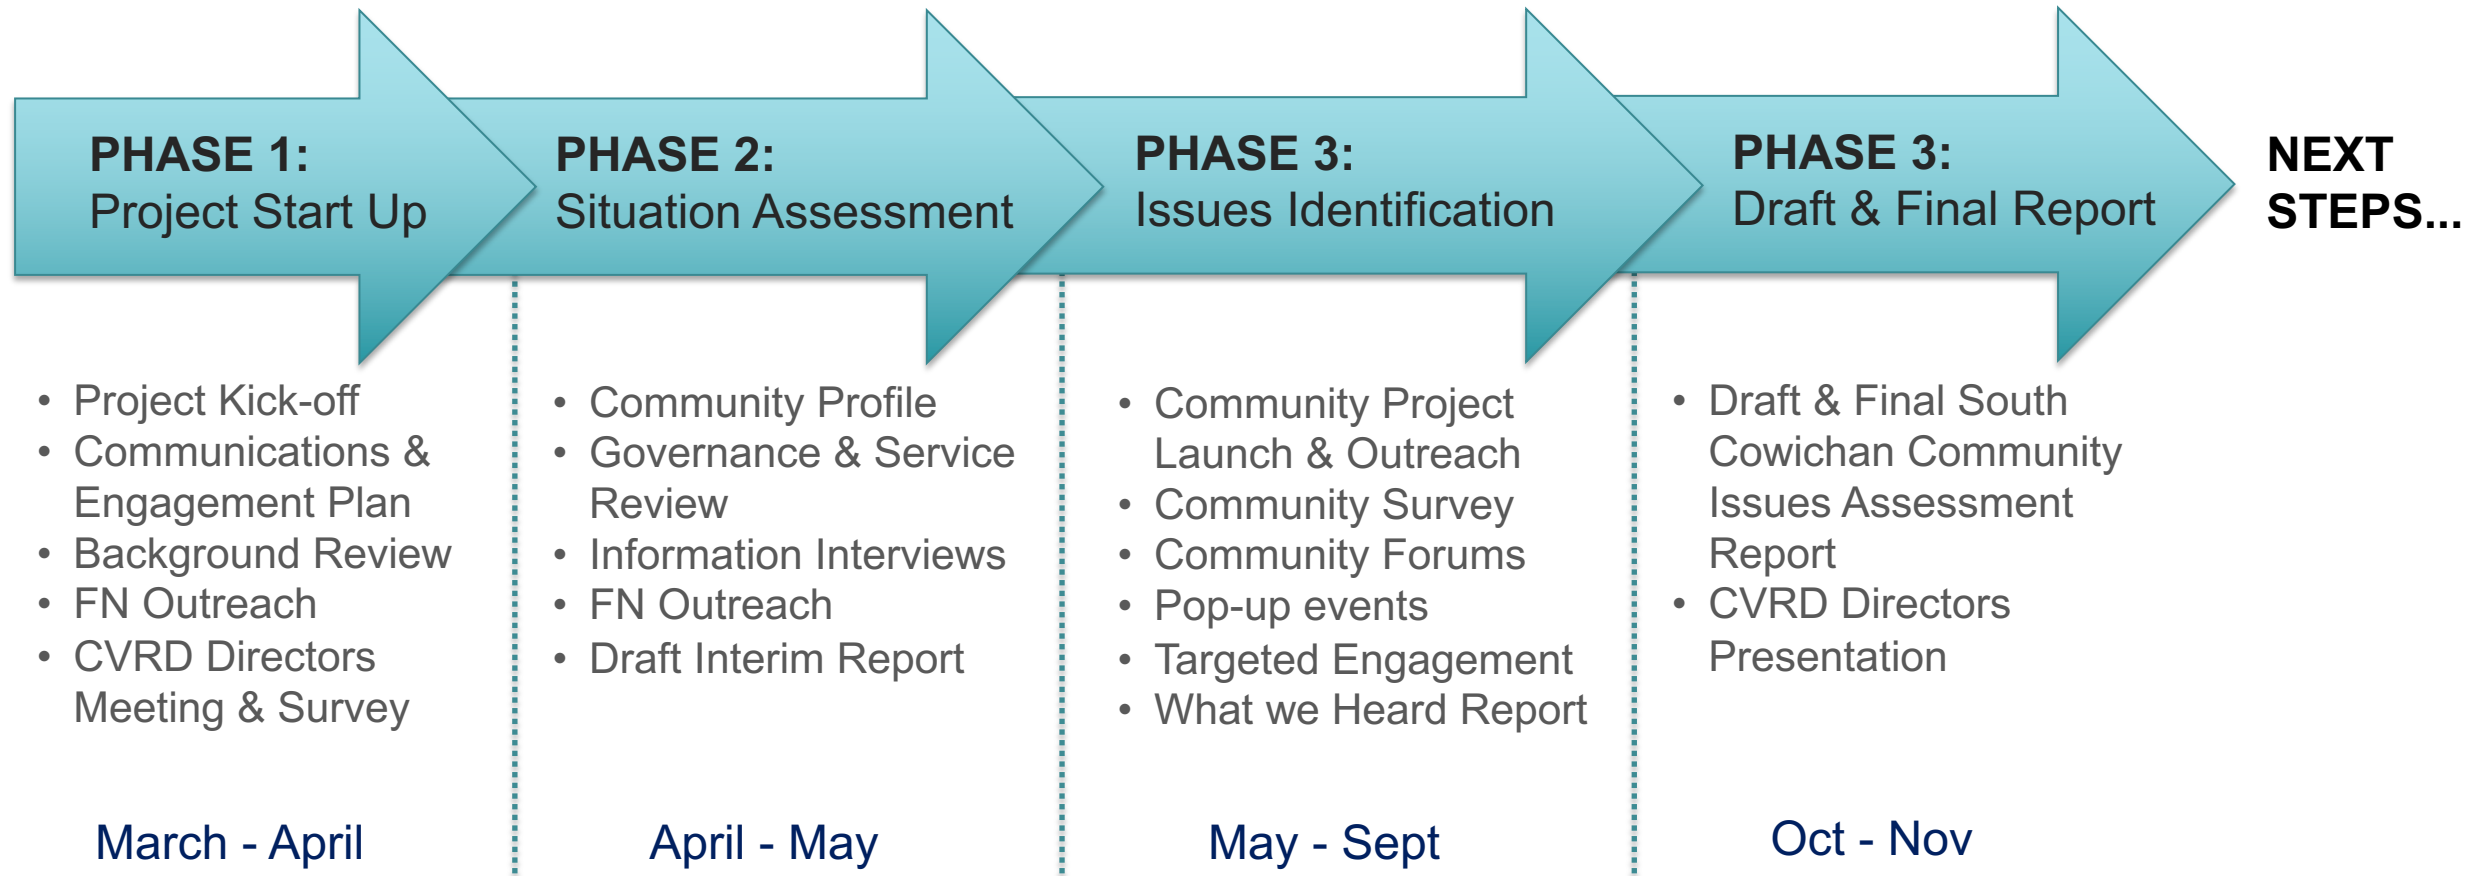 PHASE 1:
Project Start Up
PHASE 2:
Situation Assessment
PHASE 3:
Issues Identification
PHASE 3:
Draft & Final Report
NEXT
STEPS...
• Project Kick-off
• Communications &
Engagement Plan
• Background Review
• FN Outreach
• CVRD Directors
Meeting & Survey
March - April
• Community Profile
• Governance & Service
Review
• Information Interviews
• FN Outreach
• Draft Interim Report
April - May
• Community Project
Launch & Outreach
• Community Survey
• Community Forums
• Pop-up events
• Targeted Engagement
• What we Heard Report
May - Sept
• Draft & Final South
Cowichan Community
Issues Assessment
Report
• CVRD Directors
Presentation
Oct - Nov